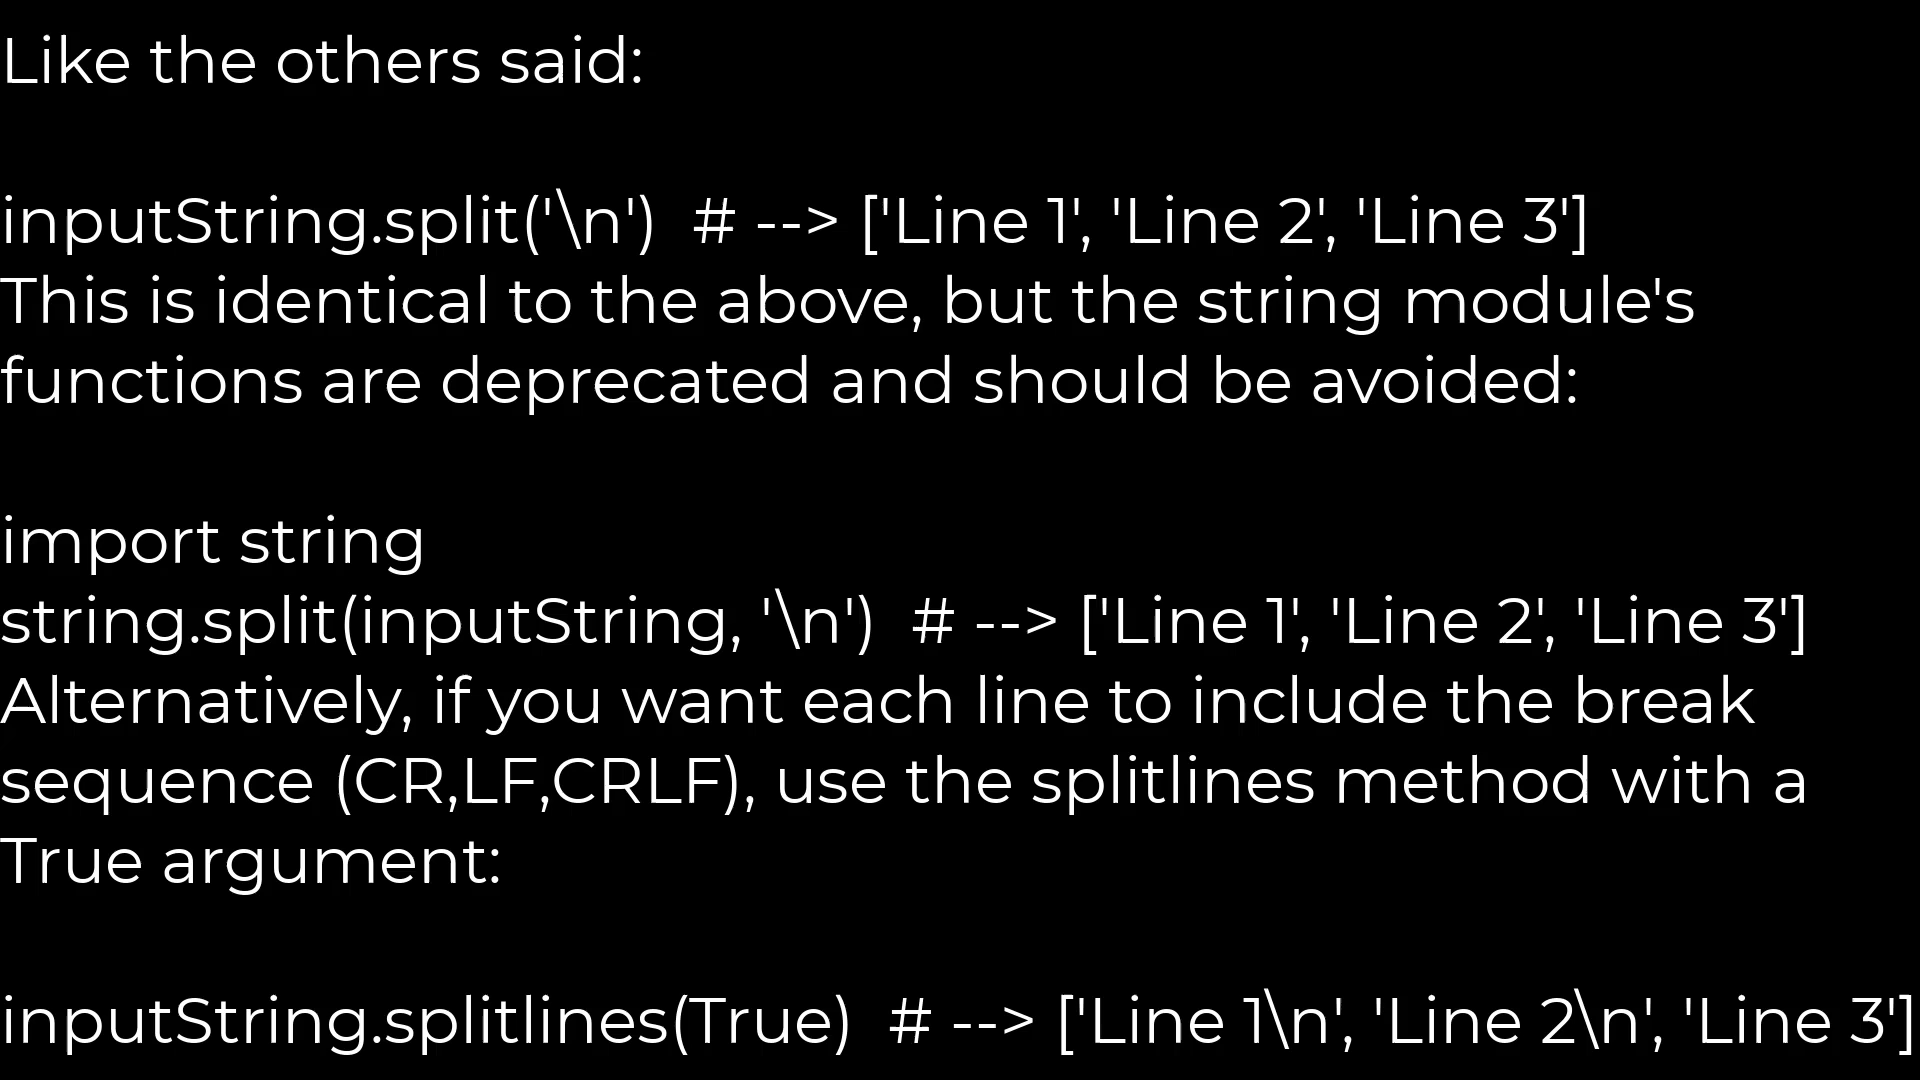 Like the others said:
inputString.split('\n')  # --> ['Line 1', 'Line 2', 'Line 3']
This is identical to the above, but the string module's
functions are deprecated and should be avoided:
import string
string.split(inputString, '\n')  # --> ['Line 1', 'Line 2', 'Line 3']
Alternatively, if you want each line to include the break
sequence (CR,LF,CRLF), use the splitlines method with a
True argument:
inputString.splitlines(True)  # --> ['Line 1\n', 'Line 2\n', 'Line 3']